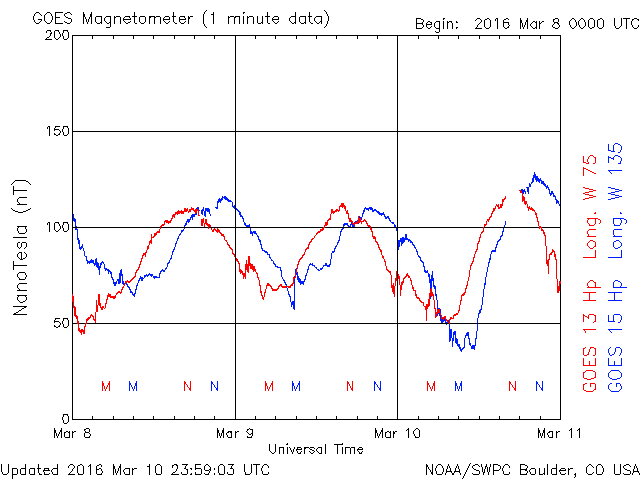 GOES Magnetometer (1 minute data)
Begin: 2016 Mar 8 0000 UTC
200
150
100
50
0
NanoTesla (nT)
M M N N M M N N M M N N
Mar 8 Mar 9 Mar 10 Mar 11
Universal Time
GOES 13 Hp Long. W 75
GOES 15 Hp Long. W 135
Updated 2016 Mar 10 23:59:03 UTC
NOAA/SWPC Boulder, CO USA